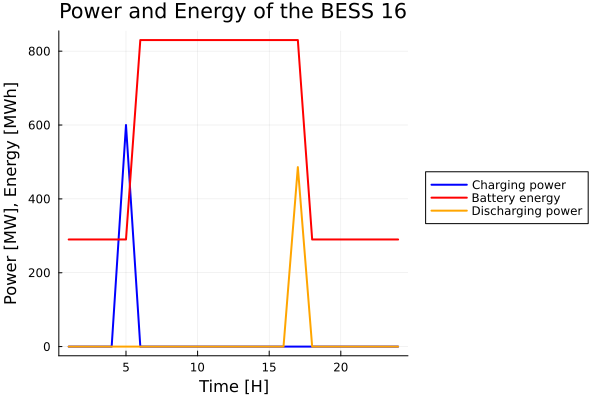 Power and Energy of the BESS 16
Power [MW], Energy [MWh]
800
600
400
200
0
5
10
15
20
Time [H]
Charging power
Battery energy
Discharging power